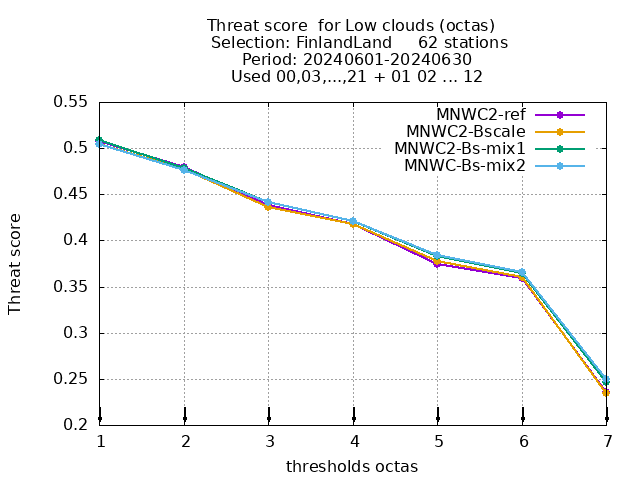 Threat score  for Low clouds (octas)
Selection: FinlandLand     62 stations
Period: 20240601-20240630
Used 00,03,...,21 + 01 02 ... 12
MNWC2-ref
MNWC2-Bscale
MNWC2-Bs-mix1
MNWC-Bs-mix2
0.55
0.5
0.45
0.4
0.35
0.3
0.25
0.2
Threat score
1 2 3 4 5 6 7
thresholds octas